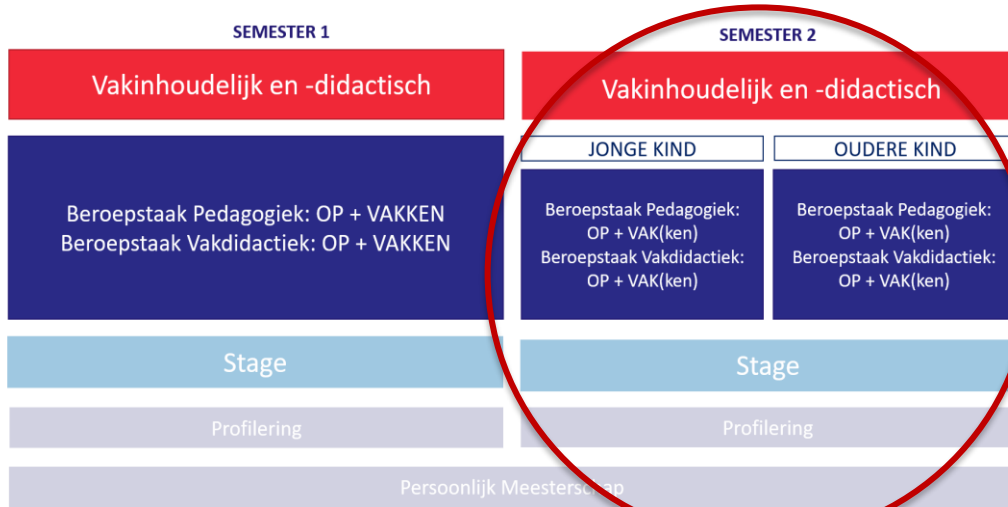 SEMESTER 1
Vakinhoudelijk en -didactisch
Beroepstaak Pedagogiek: OP + VAKKEN
Beroepstaak Vakdidactiek: OP + VAKKEN
Stage
Profilering
SEMESTER 2
Vakinhoudelijk en -didactisch
JONGE KIND
Beroepstaak Pedagogiek:
OP + VAK(ken)
Beroepstaak Vakdidactiek:
OP + VAK(ken)
OUDERE KIND
Beroepstaak Pedagogiek:
OP + VAK(ken)
Beroepstaak Vakdidactiek:
OP + VAK(ken)
Stage
Profilering
Persoonlijk Meesterschap